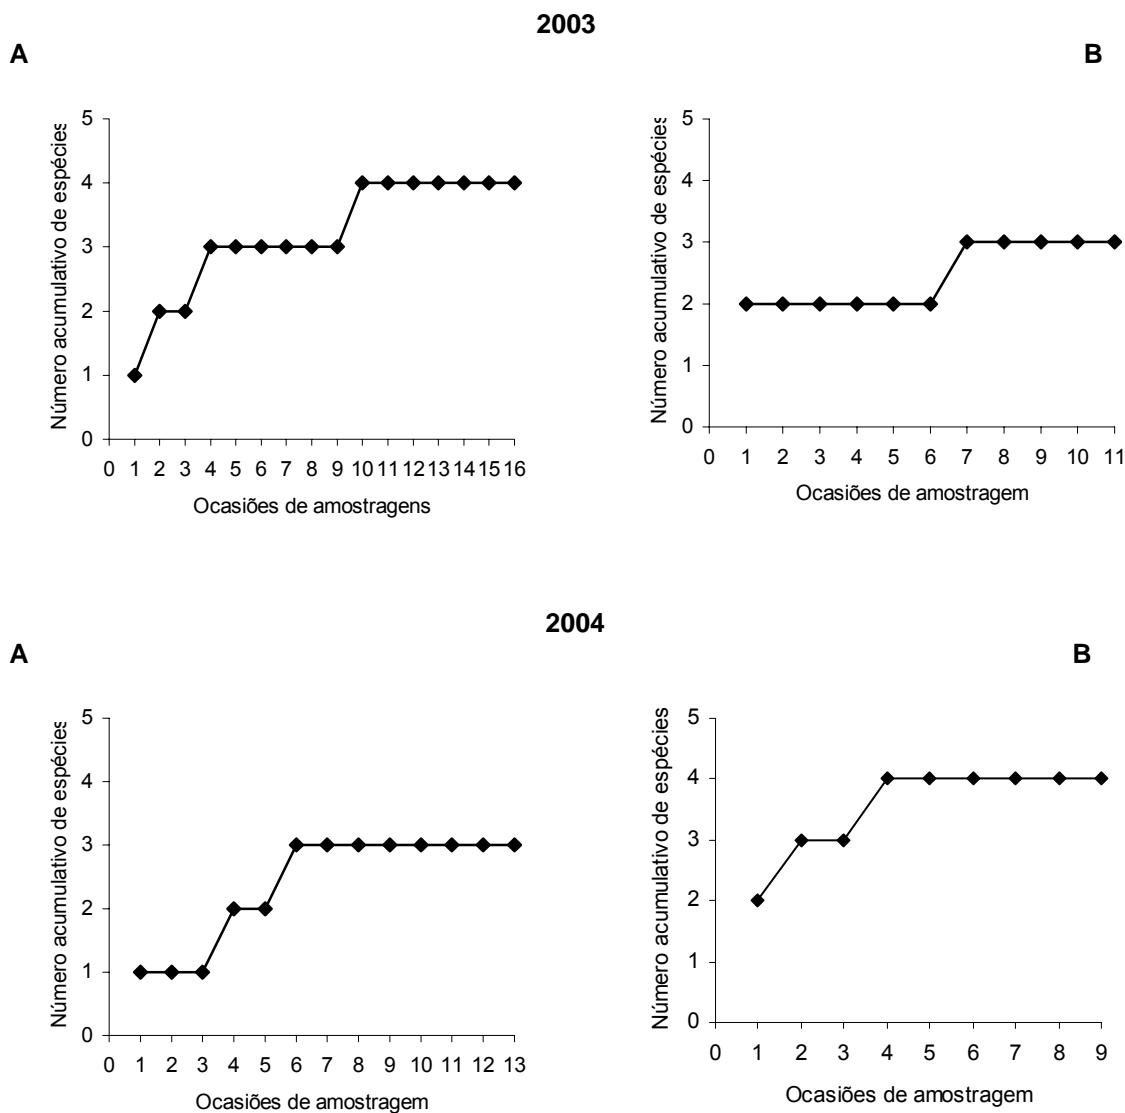 2003
A
B
Número acumulativo de espécies
5
4
3
2
1
0
0 1 2 3 4 5 6 7 8 9 10 11 12 13 14 15 16
Ocasiões de amostragens
Número acumulativo de espécies
5
4
3
2
1
0
0 1 2 3 4 5 6 7 8 9 10 11
Ocasiões de amostragem
2004
A
B
Número acumulativo de espécies
5
4
3
2
1
0
0 1 2 3 4 5 6 7 8 9 10 11 12 13
Ocasiões de amostragem
Número acumulativo de espécies
5
4
3
2
1
0
0 1 2 3 4 5 6 7 8 9
Ocasiões de amostragem